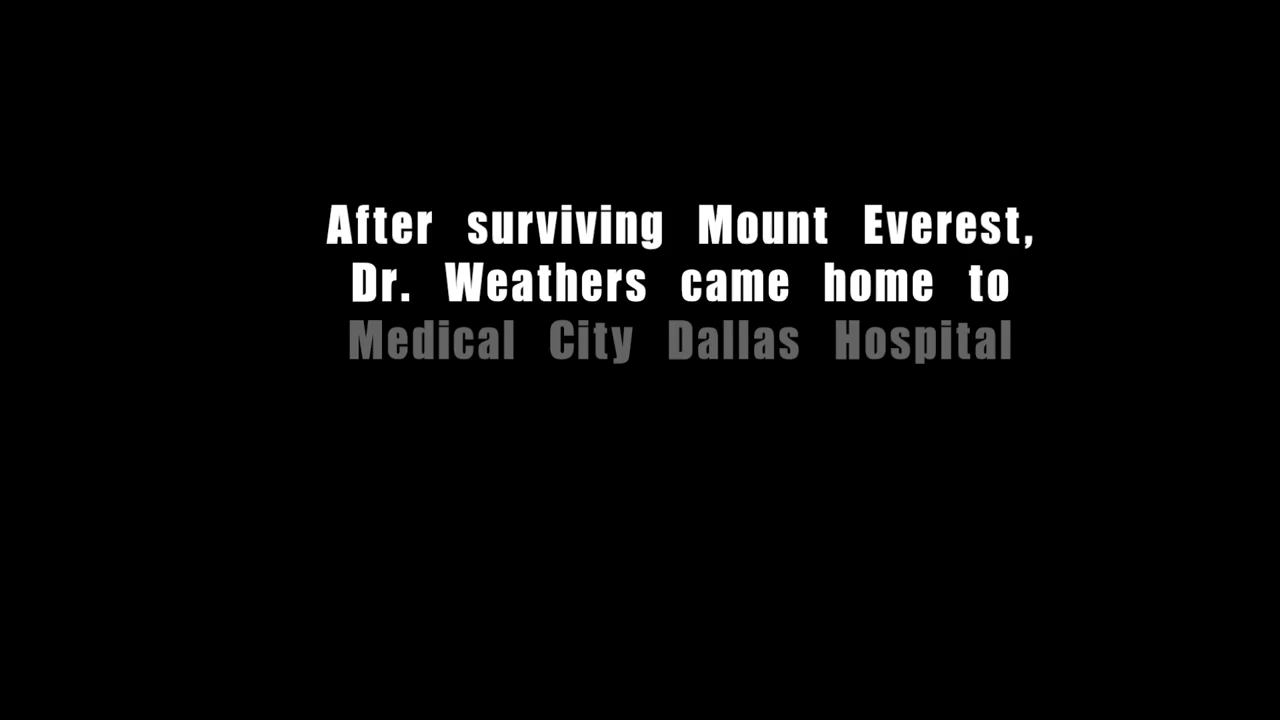 After surviving Mount Everest,
Dr. Weathers came home to
Medical City Dallas Hospital